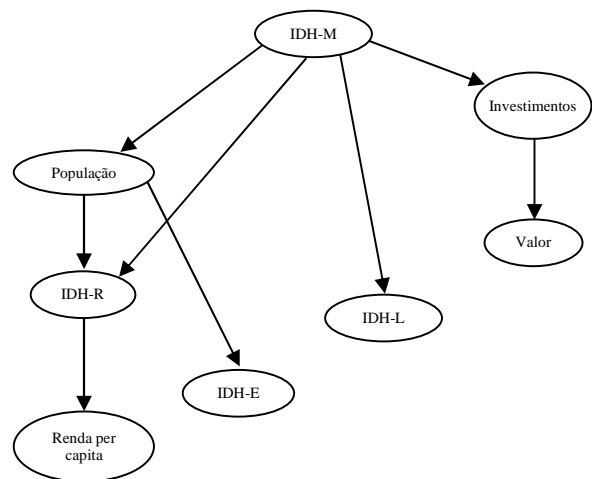 IDH-M
Investimentos
População
Valor
IDH-R
IDH-L
IDH-E
Renda per
capita